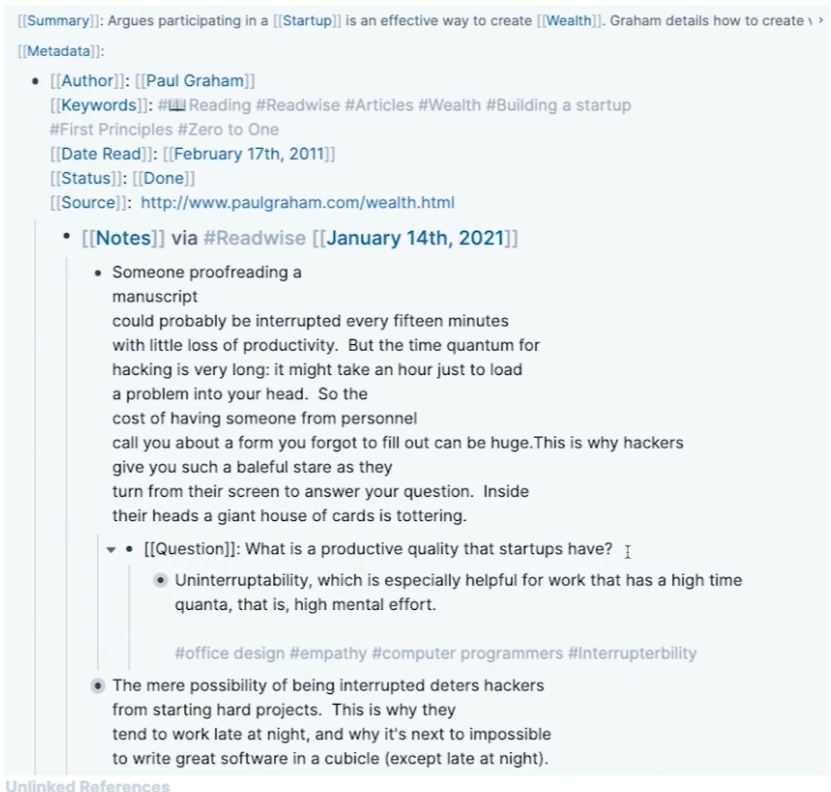 [[Summary]]: Argues participating in a [[Startup]] is an effective way to create [[Wealth]]. Graham details how to create
[[Metadata]]:
[[Author]]: [[Paul Graham]]
[[Keywords]]: #📖Reading #Readwise #Articles #Wealth #Building a startup
#First Principles #Zero to One
[[Date Read]]: [[February 17th, 2011]]
[[Status]]: [[Done]]
[[Source]]: http://www.paulgraham.com/wealth.html
[[Notes]] via #Readwise [[January 14th, 2021]]
Someone proofreading a
manuscript
could probably be interrupted every fifteen minutes
with little loss of productivity. But the time quantum for
hacking is very long: it might take an hour just to load
a problem into your head. So the
cost of having someone from personnel
call you about a form you forgot to fill out can be huge.This is why hackers
give you such a baleful stare as they
turn from their screen to answer your question. Inside
their heads a giant house of cards is tottering.
[[Question]]: What is a productive quality that startups have?
Uninterruptability, which is especially helpful for work that has a high time
quanta, that is, high mental effort.
#office design #empathy #computer programmers #Interrupterbility
The mere possibility of being interrupted deters hackers
from starting hard projects. This is why they
tend to work late at night, and why it's next to impossible
to write great software in a cubicle (except late at night).
Unlinked References